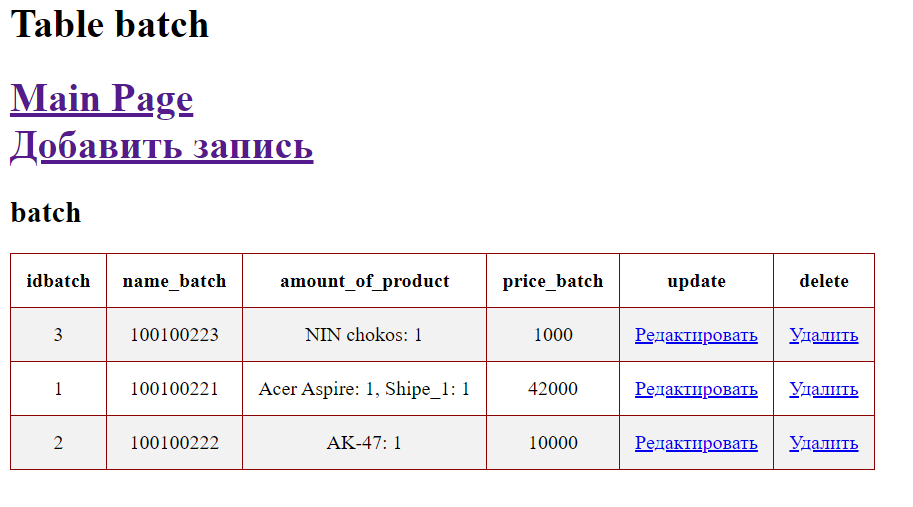 Table batch
Main Page
Добавить запись
batch
idbatch name_batch amount_of_product price_batch update delete
3 100100223 NIN chokos: 1 1000 Редактировать Удалить
1 100100221 Acer Aspire: 1, Shipe_1: 1 42000 Редактировать Удалить
2 100100222 AK-47: 1 10000 Редактировать Удалить